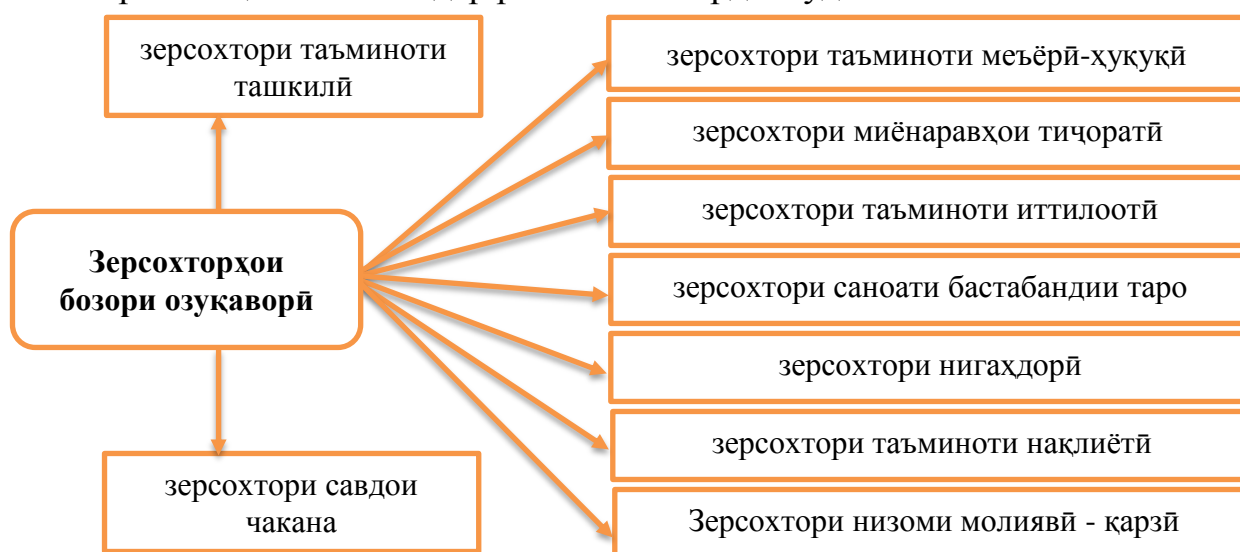 зерсохтори таъминоти
ташкилӣ
Зерсохторҳои
бозори озуқаворӣ
зерсохтори савдои
чакана
зерсохтори таъминоти меъёрӣ-ҳуқуқӣ
зерсохтори миёнаравҳои тиҷоратӣ
зерсохтори таъминоти иттилоотӣ
зерсохтори саноати бастабандии таро
зерсохтори нигаҳдорӣ
зерсохтори таъминоти нақлиётӣ
Зерсохтори низоми молиявӣ - қарзӣ